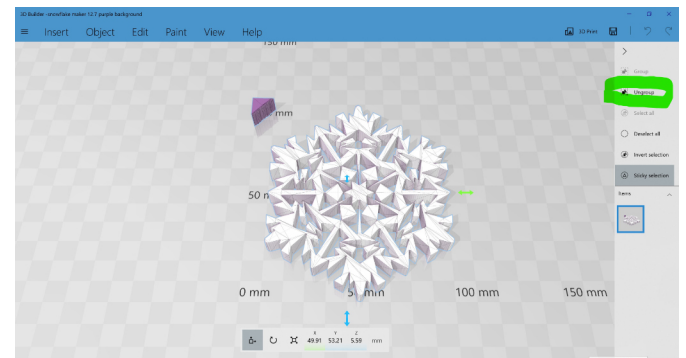 3D Builder - snowflake maker 12.7 purple background
Insert Object Edit Paint View Help
3D Print
150 mm
mm
50 m
0 mm
5 mm
100 mm
150 mm
Group
Ungroup
Select all
Deselect all
Invert selection
Sticky selection
Items
X Y Z
49.91 53.21 5.59 mm